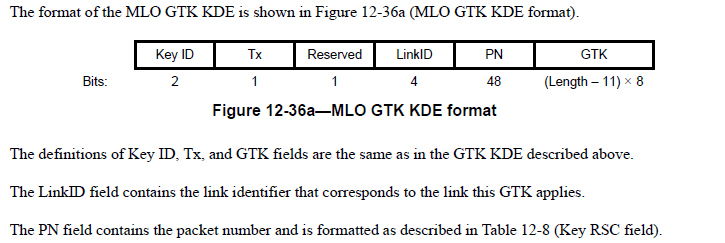 The format of the MLO GTK KDE is shown in Figure 12-36a (MLO GTK KDE format).
Key ID Tx Reserved LinkID PN GTK
Bits: 2 1 1 4 48 (Length – 11) × 8
Figure 12-36a—MLO GTK KDE format
The definitions of Key ID, Tx, and GTK fields are the same as in the GTK KDE described above.
The LinkID field contains the link identifier that corresponds to the link this GTK applies.
The PN field contains the packet number and is formatted as described in Table 12-8 (Key RSC field).